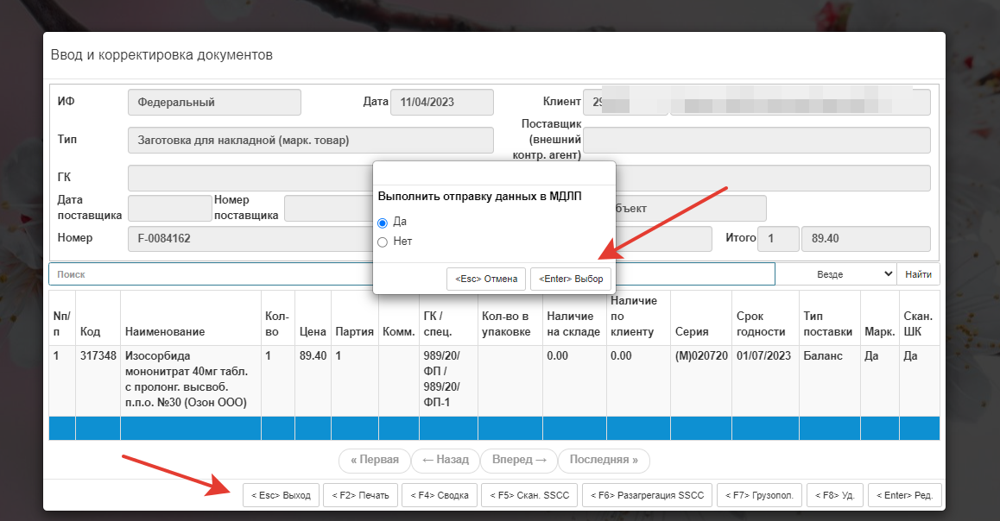 Ввод и корректировка документов
ИФ Федеральный Дата 11/04/2023 Клиент 29
Тип Заготовка для накладной (марк. товар) Поставщик
(внешний
контр. агент)
ГК
Дата
поставщика
Номер
поставщика
бъект
Номер F-0084162 Итого 1 89.40
Выполнить отправку данных в МДЛП
Да
Нет
<Esc> Отмена <Enter> Выбор
Поиск Везде Найти
Nп/
п
Код
Наименование
Кол-
во
Цена
Партия
Комм.
ГК /
спец.
Кол-во в
упаковке
Наличие
на складе
Наличие
по
клиенту
Серия
Срок
годности
Тип
поставки
Марк.
Скан.
ШК
1
317348
Изосорбида
мононитрат 40мг табл.
с пролонг. высвоб.
п.п.о. №30 (Озон ООО)
1
89.40
1
989/20/
ФП /
989/20/
ФП-1
0.00
0.00
(М)020720
01/07/2023
Баланс
Да
Да
« Первая ← Назад Вперед → Последняя »
< Esc> Выход < F2> Печать < F4> Сводка < F5> Скан. SSCC < F6> Разагрегация SSCC < F7> Грузопол. < F8> Уд. < Enter> Ред.